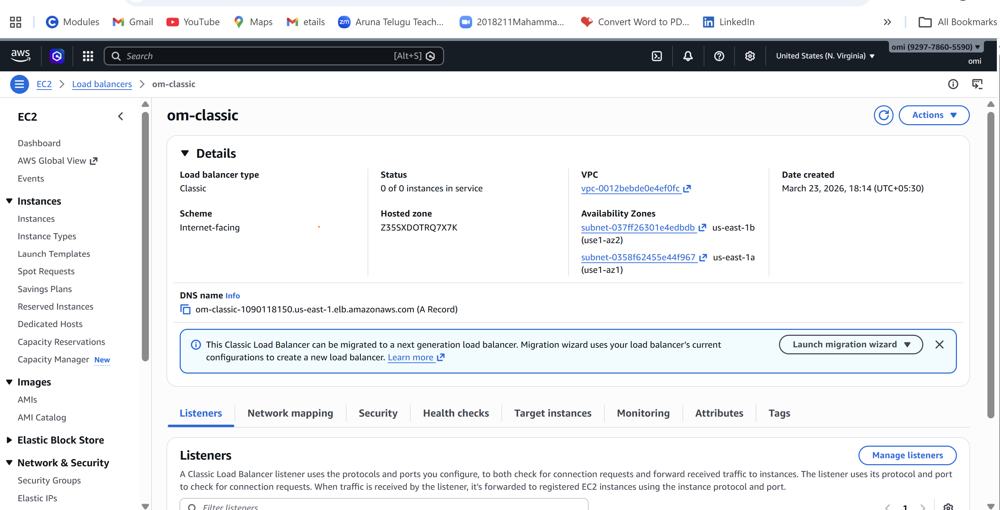 Modules
Gmail
YouTube
Maps
etails
Aruna Telugu Teach...
2018211Mahamma...
Convert Word to PD...
LinkedIn
All Bookmarks
aws
Search
[Alt+S]
United States (N. Virginia)
omi (9297-7860-5590)
omi
EC2
Load balancers
om-classic
EC2
Dashboard
AWS Global View
Events
Instances
Instances
Instance Types
Launch Templates
Spot Requests
Savings Plans
Reserved Instances
Dedicated Hosts
Capacity Reservations
Capacity Manager New
Images
AMIs
AMI Catalog
Elastic Block Store
Network & Security
Security Groups
Elastic IPs
om-classic
Actions
Details
Load balancer type
Classic
Scheme
Internet-facing
Status
0 of 0 instances in service
Hosted zone
Z35SXDOTRQ7X7K
VPC
vpc-0012bebde0e4ef0fc
Availability Zones
subnet-037ff26301e4edbdb us-east-1b
(use1-az2)
subnet-0358f62455e44f967 us-east-1a
(use1-az1)
Date created
March 23, 2026, 18:14 (UTC+05:30)
DNS name Info
om-classic-1090118150.us-east-1.elb.amazonaws.com (A Record)
This Classic Load Balancer can be migrated to a next generation load balancer. Migration wizard uses your load balancer’s current
configurations to create a new load balancer. Learn more
Launch migration wizard
Listeners
Network mapping
Security
Health checks
Target instances
Monitoring
Attributes
Tags
Listeners
Manage listeners
A Classic Load Balancer listener uses the protocols and ports you configure, to both check for connection requests and forward received traffic to instances. The listener uses its protocol and port
to check for connection requests. When traffic is received by the listener, it's forwarded to registered EC2 instances using the instance protocol and port.
Filter listeners
1